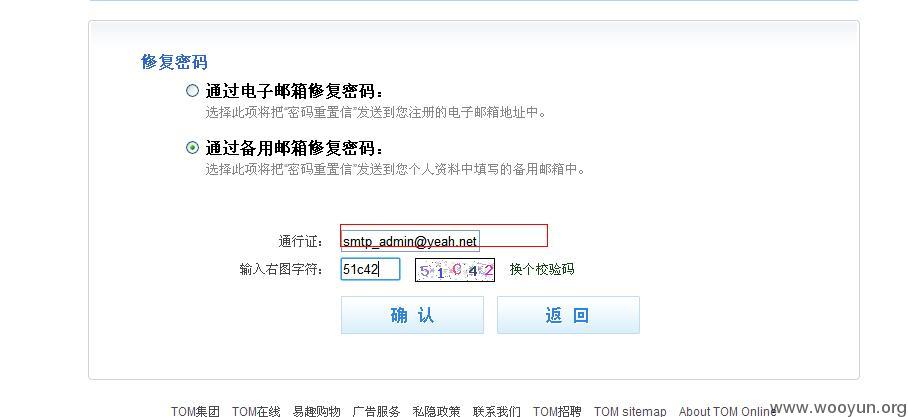 修复密码
通过电子邮箱修复密码：
选择此项将把“密码重置信”发送到您注册的电子邮箱地址中。
通过备用邮箱修复密码：
选择此项将把“密码重置信”发送到您个人资料中填写的备用邮箱中。
通行证： smtp_admin@yeah.net
输入右图字符： 51c42 51C42 换个校验码
确 认 返 回
TOM集团 TOM在线 易趣购物 广告服务 私隐政策 联系我们 TOM招聘 TOM sitemap About TOM Online
www.wooyun.org